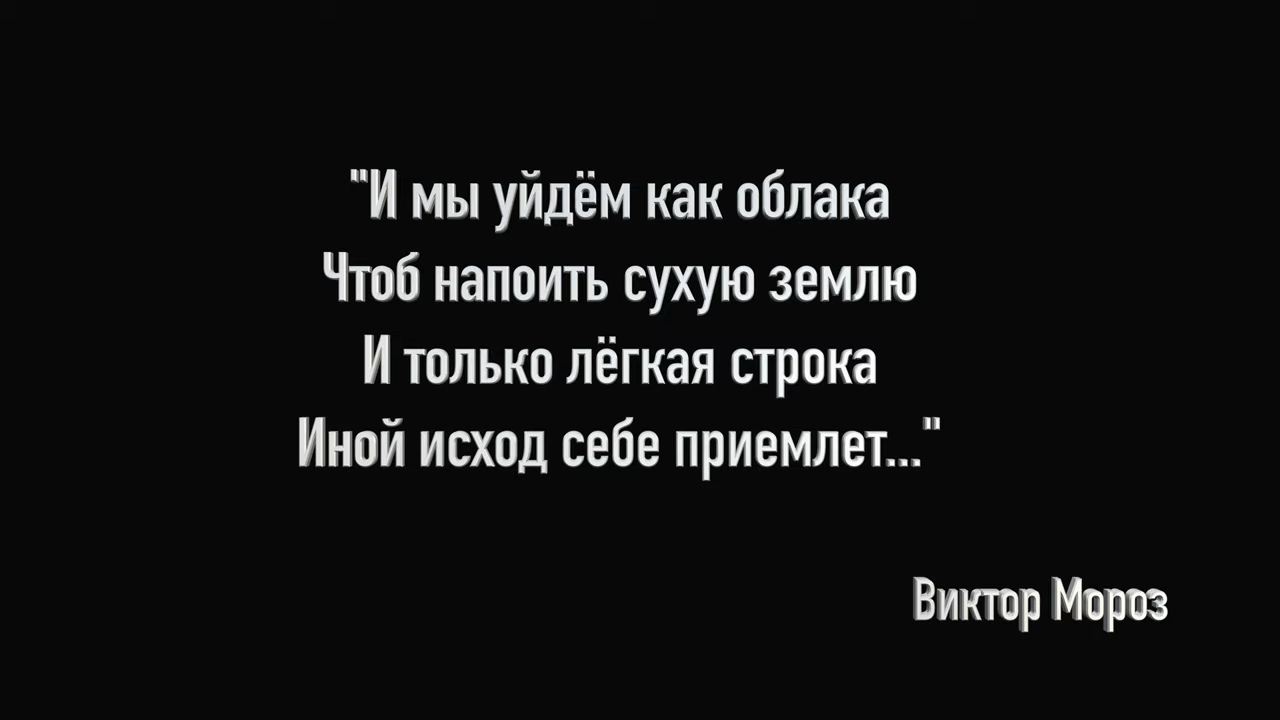 "И мы уйдём как облака
Чтоб напоить сухую землю
И только лёгкая строка
Иной исход себе приемлет..."
Виктор Мороз